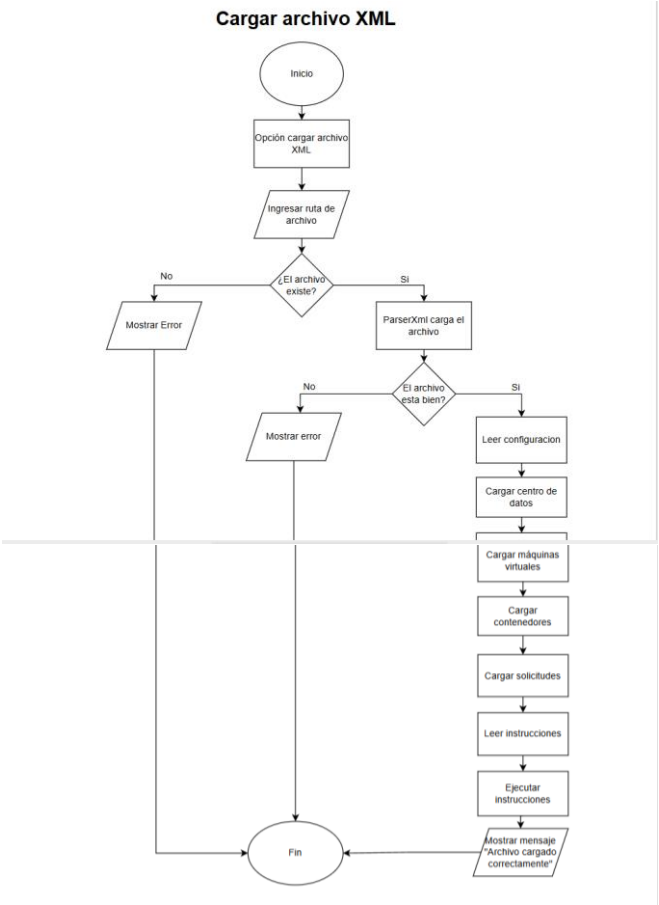 Cargar archivo XML
Inicio
Opción cargar archivo
XML
Ingresar ruta de
archivo
¿El archivo
existe?
No
Si
Mostrar Error
ParserXml carga el
archivo
El archivo
esta bien?
No
Si
Mostrar error
Leer configuracion
Cargar centro de
datos
Cargar máquinas
virtuales
Cargar
contenedores
Cargar solicitudes
Leer instrucciones
Ejecutar
instrucciones
Mostrar mensaje
"Archivo cargado
correctamente"
Fin